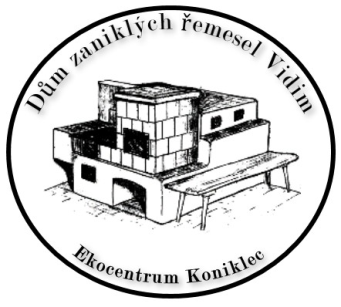 Dům zaniklých řemesel Vidim
Ekocentrum Koniklec